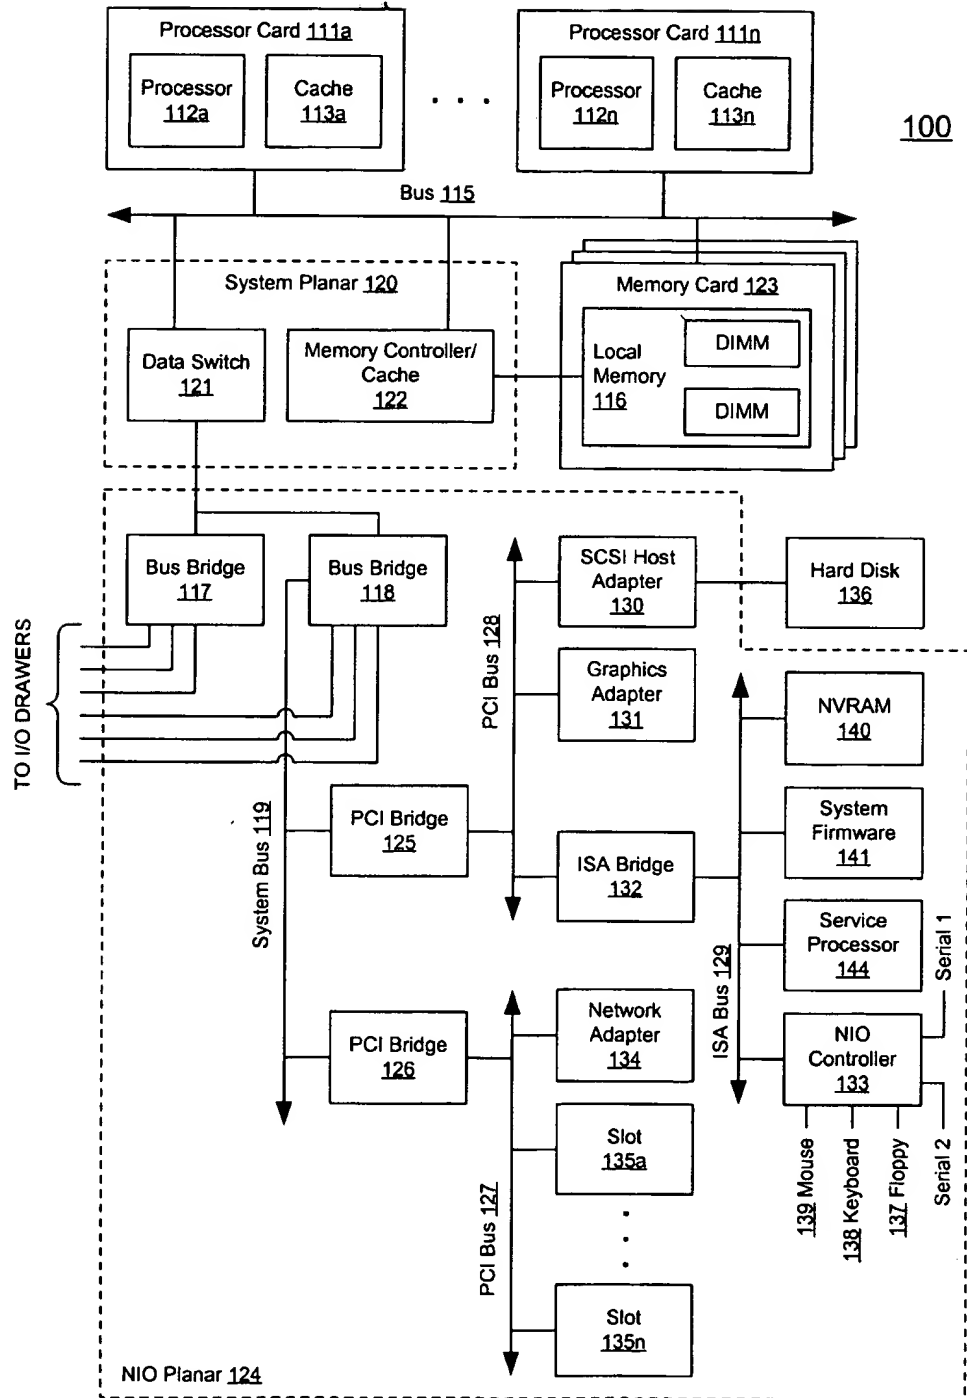 Processor Card 111a
Processor
112a
Cache
113a
. . .
Processor Card 111n
Processor
112n
Cache
113n
100
Bus 115
System Planar 120
Data Switch
121
Memory Controller/
Cache
122
Memory Card 123
Local
Memory
116
DIMM
DIMM
Bus Bridge
117
Bus Bridge
118
TO I/O DRAWERS
System Bus 119
PCI Bridge
125
PCI Bus 128
SCSI Host
Adapter
130
Hard Disk
136
Graphics
Adapter
131
ISA Bridge
132
ISA Bus 129
NVRAM
140
System
Firmware
141
Service
Processor
144
NIO
Controller
133
Serial 1
Serial 2
139 Mouse
138 Keyboard
137 Floppy
PCI Bridge
126
PCI Bus 127
Network
Adapter
134
Slot
135a
Slot
135n
NIO Planar 124